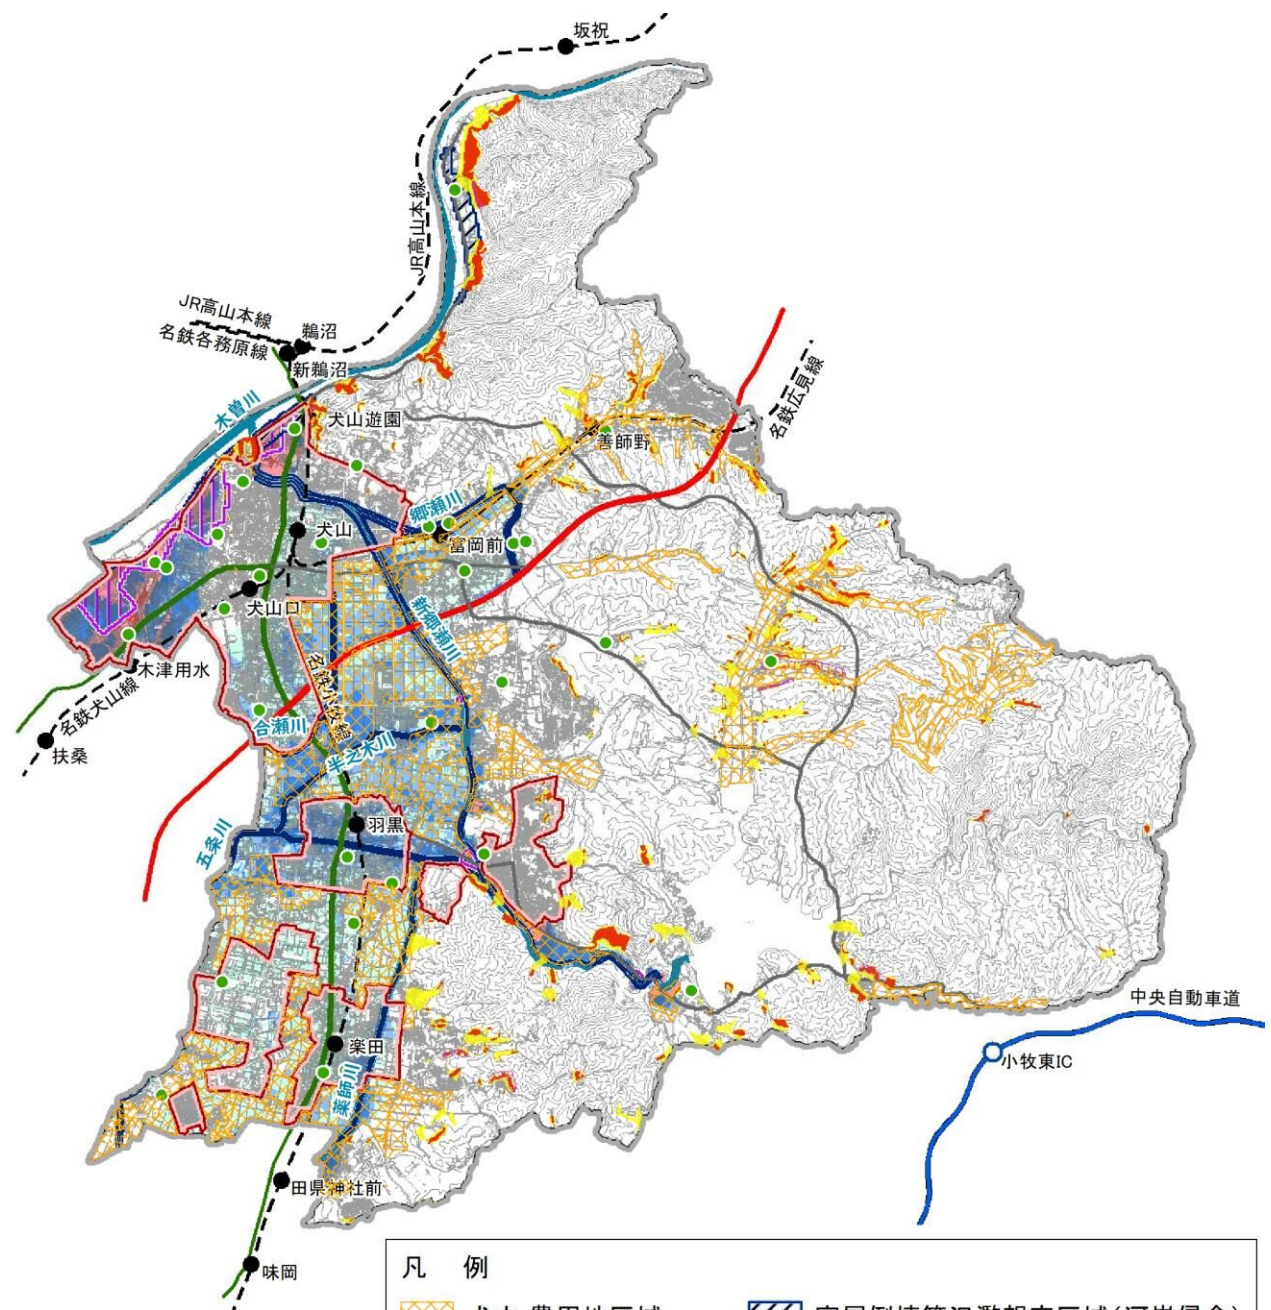 坂祝
JR高山本線
JR高山本線
名鉄各務原線
鵜沼
新鵜沼
木曽川
犬山遊園
名鉄広見線
善師野
郷瀬川
犬山
富岡前
犬山口
新郷瀬川
木津用水
名鉄犬山線
名鉄小牧線
扶桑
合瀬川
半之木川
羽黒
五条川
中央自動車道
楽田
小牧東IC
薬師川
田県神社前
味岡
凡 例